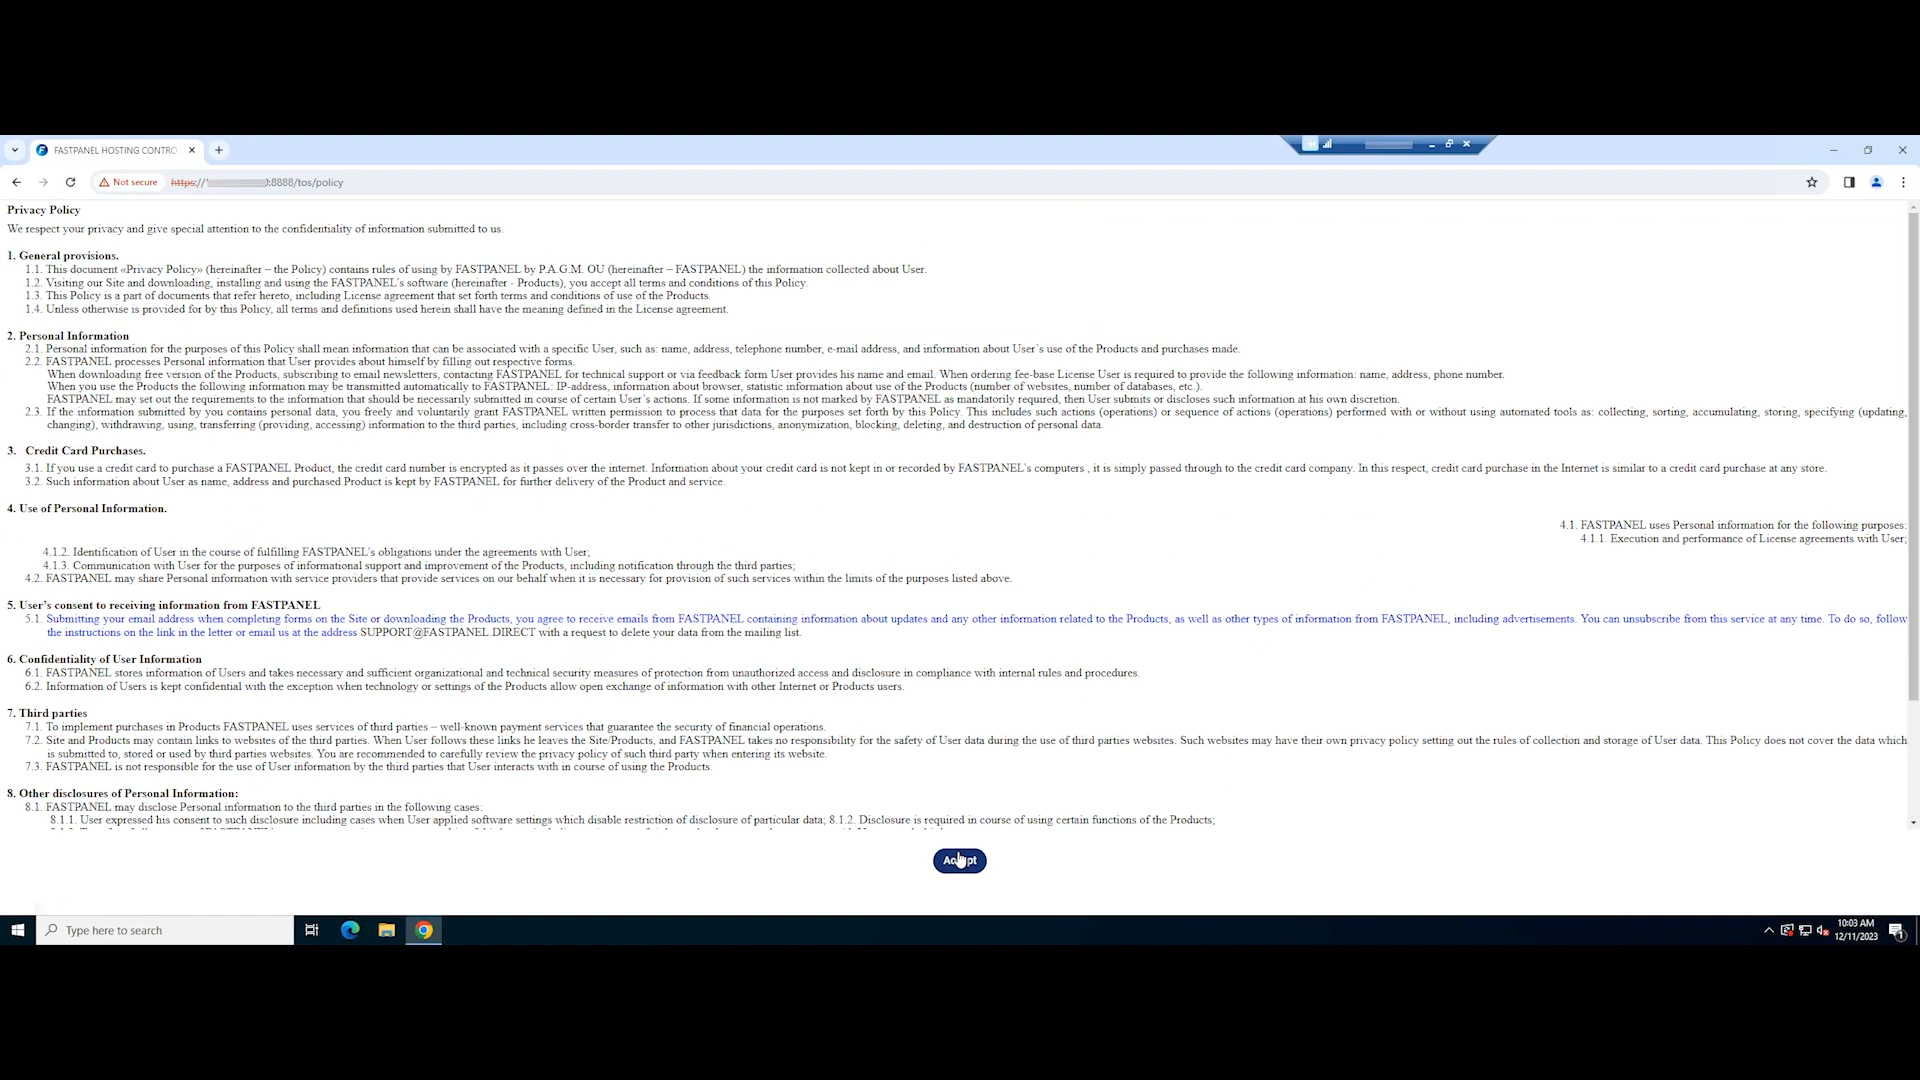 FASTPANEL HOSTING CONTRO
Not secure
https://
:8888/tos/policy
Privacy Policy
We respect your privacy and give special attention to the confidentiality of information submitted to us.
1. General provisions.
1.1. This document «Privacy Policy» (hereinafter – the Policy) contains rules of using by FASTPANEL by P.A.G.M. OU (hereinafter – FASTPANEL) the information collected about User.
1.2. Visiting our Site and downloading, installing and using the FASTPANEL's software (hereinafter - Products), you accept all terms and conditions of this Policy.
1.3. This Policy is a part of documents that refer hereto, including License agreement that set forth terms and conditions of use of the Products.
1.4. Unless otherwise is provided for by this Policy, all terms and definitions used herein shall have the meaning defined in the License agreement.
2. Personal Information
2.1. Personal information for the purposes of this Policy shall mean information that can be associated with a specific User, such as: name, address, telephone number, e-mail address, and information about User's use of the Products and purchases made.
2.2. FASTPANEL processes Personal information that User provides about himself by filling out respective forms.
When downloading free version of the Products, subscribing to email newsletters, contacting FASTPANEL for technical support or via feedback form User provides his name and email. When ordering fee-base License User is required to provide the following information: name, address, phone number.
When you use the Products the following information may be transmitted automatically to FASTPANEL: IP-address, information about browser, statistic information about use of the Products (number of websites, number of databases, etc.).
FASTPANEL may set out the requirements to the information that should be necessarily submitted in course of certain User's actions. If some information is not marked by FASTPANEL as mandatorily required, then User submits or discloses such information at his own discretion.
2.3. If the information submitted by you contains personal data, you freely and voluntarily grant FASTPANEL written permission to process that data for the purposes set forth by this Policy. This includes such actions (operations) or sequence of actions (operations) performed with or without using automated tools as: collecting, sorting, accumulating, storing, specifying (updating,
changing), withdrawing, using, transferring (providing, accessing) information to the third parties, including cross-border transfer to other jurisdictions, anonymization, blocking, deleting, and destruction of personal data.
3. Credit Card Purchases.
3.1. If you use a credit card to purchase a FASTPANEL Product, the credit card number is encrypted as it passes over the internet. Information about your credit card is not kept in or recorded by FASTPANEL's computers , it is simply passed through to the credit card company. In this respect, credit card purchase in the Internet is similar to a credit card purchase at any store.
3.2. Such information about User as name, address and purchased Product is kept by FASTPANEL for further delivery of the Product and service.
4. Use of Personal Information.
4.1. FASTPANEL uses Personal information for the following purposes:
4.1.1. Execution and performance of License agreements with User;
4.1.2. Identification of User in the course of fulfilling FASTPANEL's obligations under the agreements with User;
4.1.3. Communication with User for the purposes of informational support and improvement of the Products, including notification through the third parties;
4.2. FASTPANEL may share Personal information with service providers that provide services on our behalf when it is necessary for provision of such services within the limits of the purposes listed above.
5. User's consent to receiving information from FASTPANEL
5.1. Submitting your email address when completing forms on the Site or downloading the Products, you agree to receive emails from FASTPANEL containing information about updates and any other information related to the Products, as well as other types of information from FASTPANEL, including advertisements. You can unsubscribe from this service at any time. To do so, follow
the instructions on the link in the letter or email us at the address SUPPORT@FASTPANEL.DIRECT with a request to delete your data from the mailing list.
6. Confidentiality of User Information
6.1. FASTPANEL stores information of Users and takes necessary and sufficient organizational and technical security measures of protection from unauthorized access and disclosure in compliance with internal rules and procedures.
6.2. Information of Users is kept confidential with the exception when technology or settings of the Products allow open exchange of information with other Internet or Products users.
7. Third parties
7.1. To implement purchases in Products FASTPANEL uses services of third parties – well-known payment services that guarantee the security of financial operations.
7.2. Site and Products may contain links to websites of the third parties. When User follows these links he leaves the Site/Products, and FASTPANEL takes no responsibility for the safety of User data during the use of third parties websites. Such websites may have their own privacy policy setting out the rules of collection and storage of User data. This Policy does not cover the data which
is submitted to, stored or used by third parties websites. You are recommended to carefully review the privacy policy of such third party when entering its website.
7.3. FASTPANEL is not responsible for the use of User information by the third parties that User interacts with in course of using the Products.
8. Other disclosures of Personal Information:
8.1. FASTPANEL may disclose Personal information to the third parties in the following cases:
8.1.1. User expressed his consent to such disclosure including cases when User applied software settings which disable restriction of disclosure of particular data; 8.1.2. Disclosure is required in course of using certain functions of the Products;
Accept
Type here to search
10:03 AM
12/11/2023
1